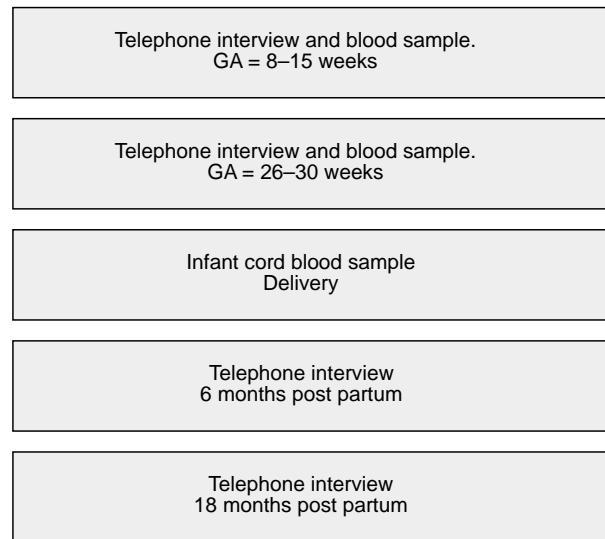 Telephone interview and blood sample.
GA = 8–15 weeks
Telephone interview and blood sample.
GA = 26–30 weeks
Infant cord blood sample
Delivery
Telephone interview
6 months post partum
Telephone interview
18 months post partum